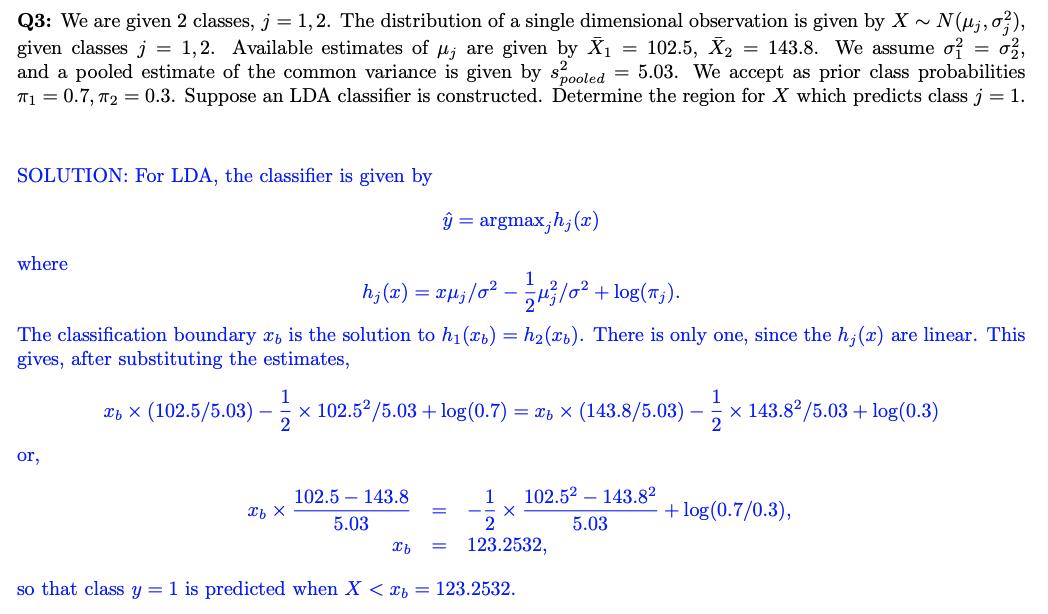 Q3: We are given 2 classes, j = 1, 2. The distribution of a single dimensional observation is given by X ∼ N(μ_j, σ_j^2),
given classes j = 1, 2. Available estimates of μ_j are given by X̄_1 = 102.5, X̄_2 = 143.8. We assume σ_1^2 = σ_2^2,
and a pooled estimate of the common variance is given by s_{pooled}^2 = 5.03. We accept as prior class probabilities
π_1 = 0.7, π_2 = 0.3. Suppose an LDA classifier is constructed. Determine the region for X which predicts class j = 1.
SOLUTION: For LDA, the classifier is given by
ŷ = argmax_j h_j(x)
where
h_j(x) = xμ_j/σ^2 − \frac{1}{2}μ_j^2/σ^2 + log(π_j).
The classification boundary x_b is the solution to h_1(x_b) = h_2(x_b). There is only one, since the h_j(x) are linear. This
gives, after substituting the estimates,
x_b × (102.5/5.03) − \frac{1}{2} × 102.5^2/5.03 + log(0.7) = x_b × (143.8/5.03) − \frac{1}{2} × 143.8^2/5.03 + log(0.3)
or,
x_b × \frac{102.5 − 143.8}{5.03} = −\frac{1}{2} × \frac{102.5^2 − 143.8^2}{5.03} + log(0.7/0.3),
x_b = 123.2532,
so that class y = 1 is predicted when X < x_b = 123.2532.